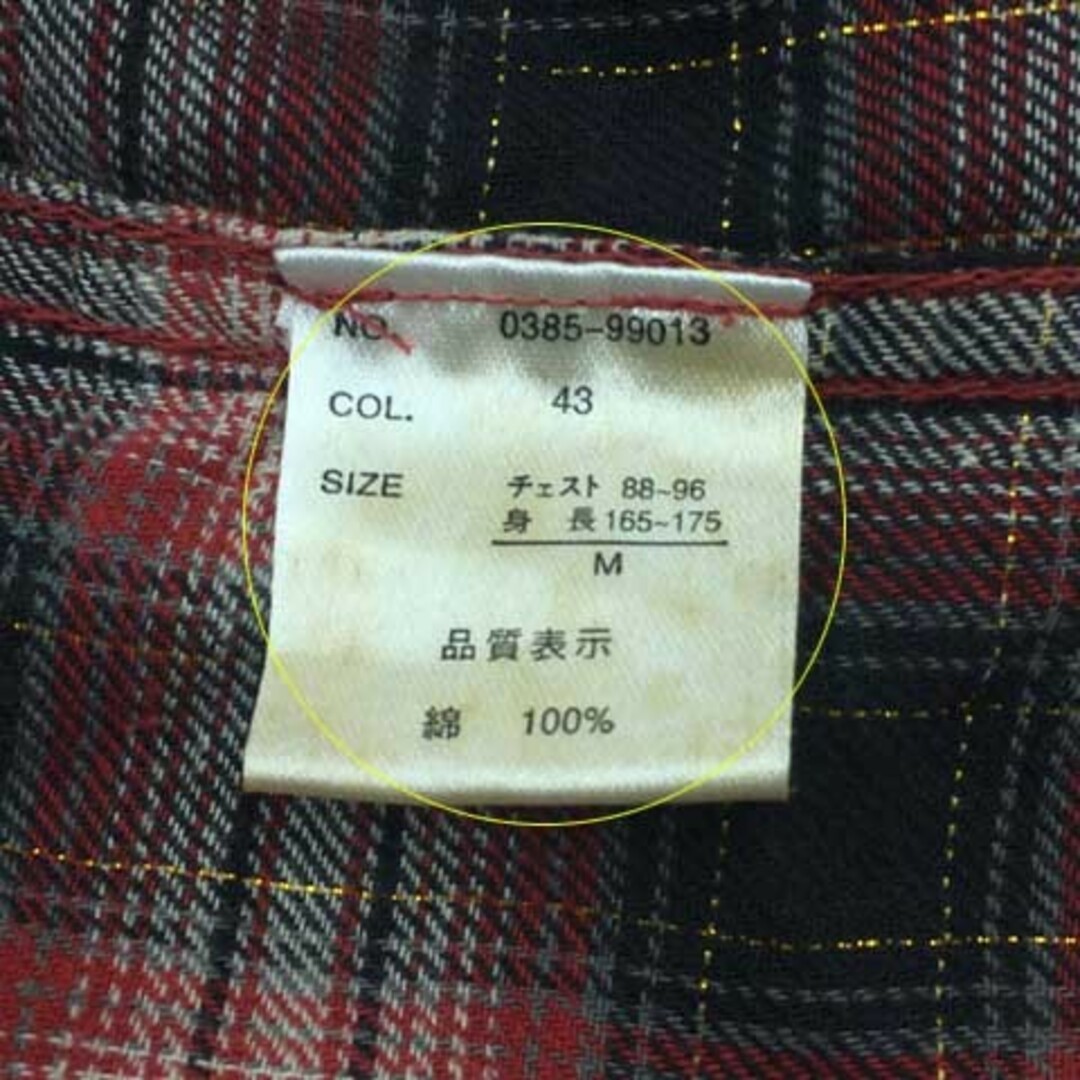 NO. 0385-99013
COL. 43
SIZE チェスト 88~96
身 長 165~175
M
品質表示
綿 100%